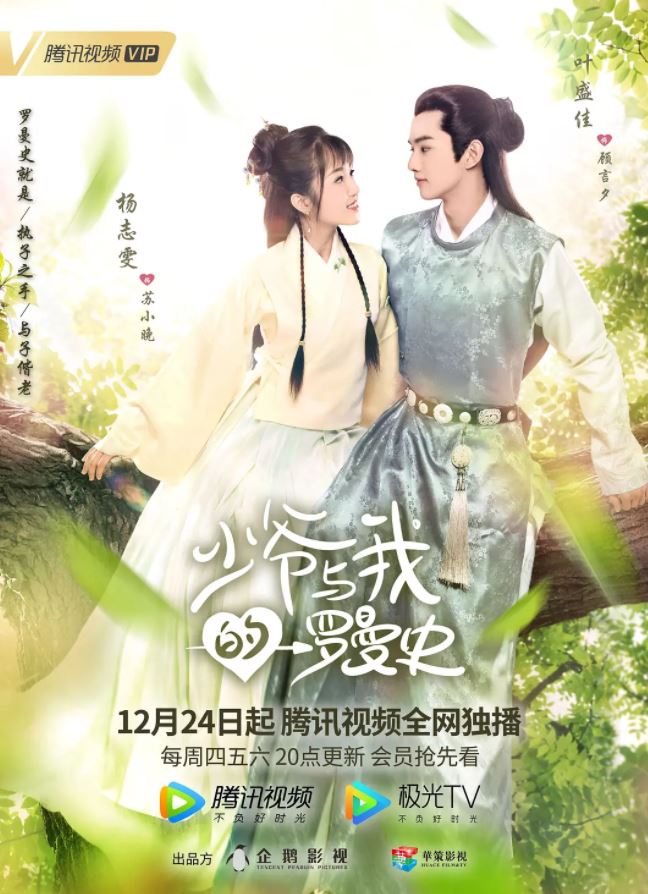 腾讯视频 VIP
叶盛佳
饰
顾言夕
杨志雯
饰
苏小晚
罗曼史就是/执子之手/与子偕老
少爷与我
的罗曼史
12月24日起 腾讯视频全网独播
每周四五六 20点更新 会员抢先看
腾讯视频
不负好时光
极光TV
不负好时光
出品方
企鹅影视
TENCENT PENGUIN PICTURES
華策影视
HUACE FILM&TV